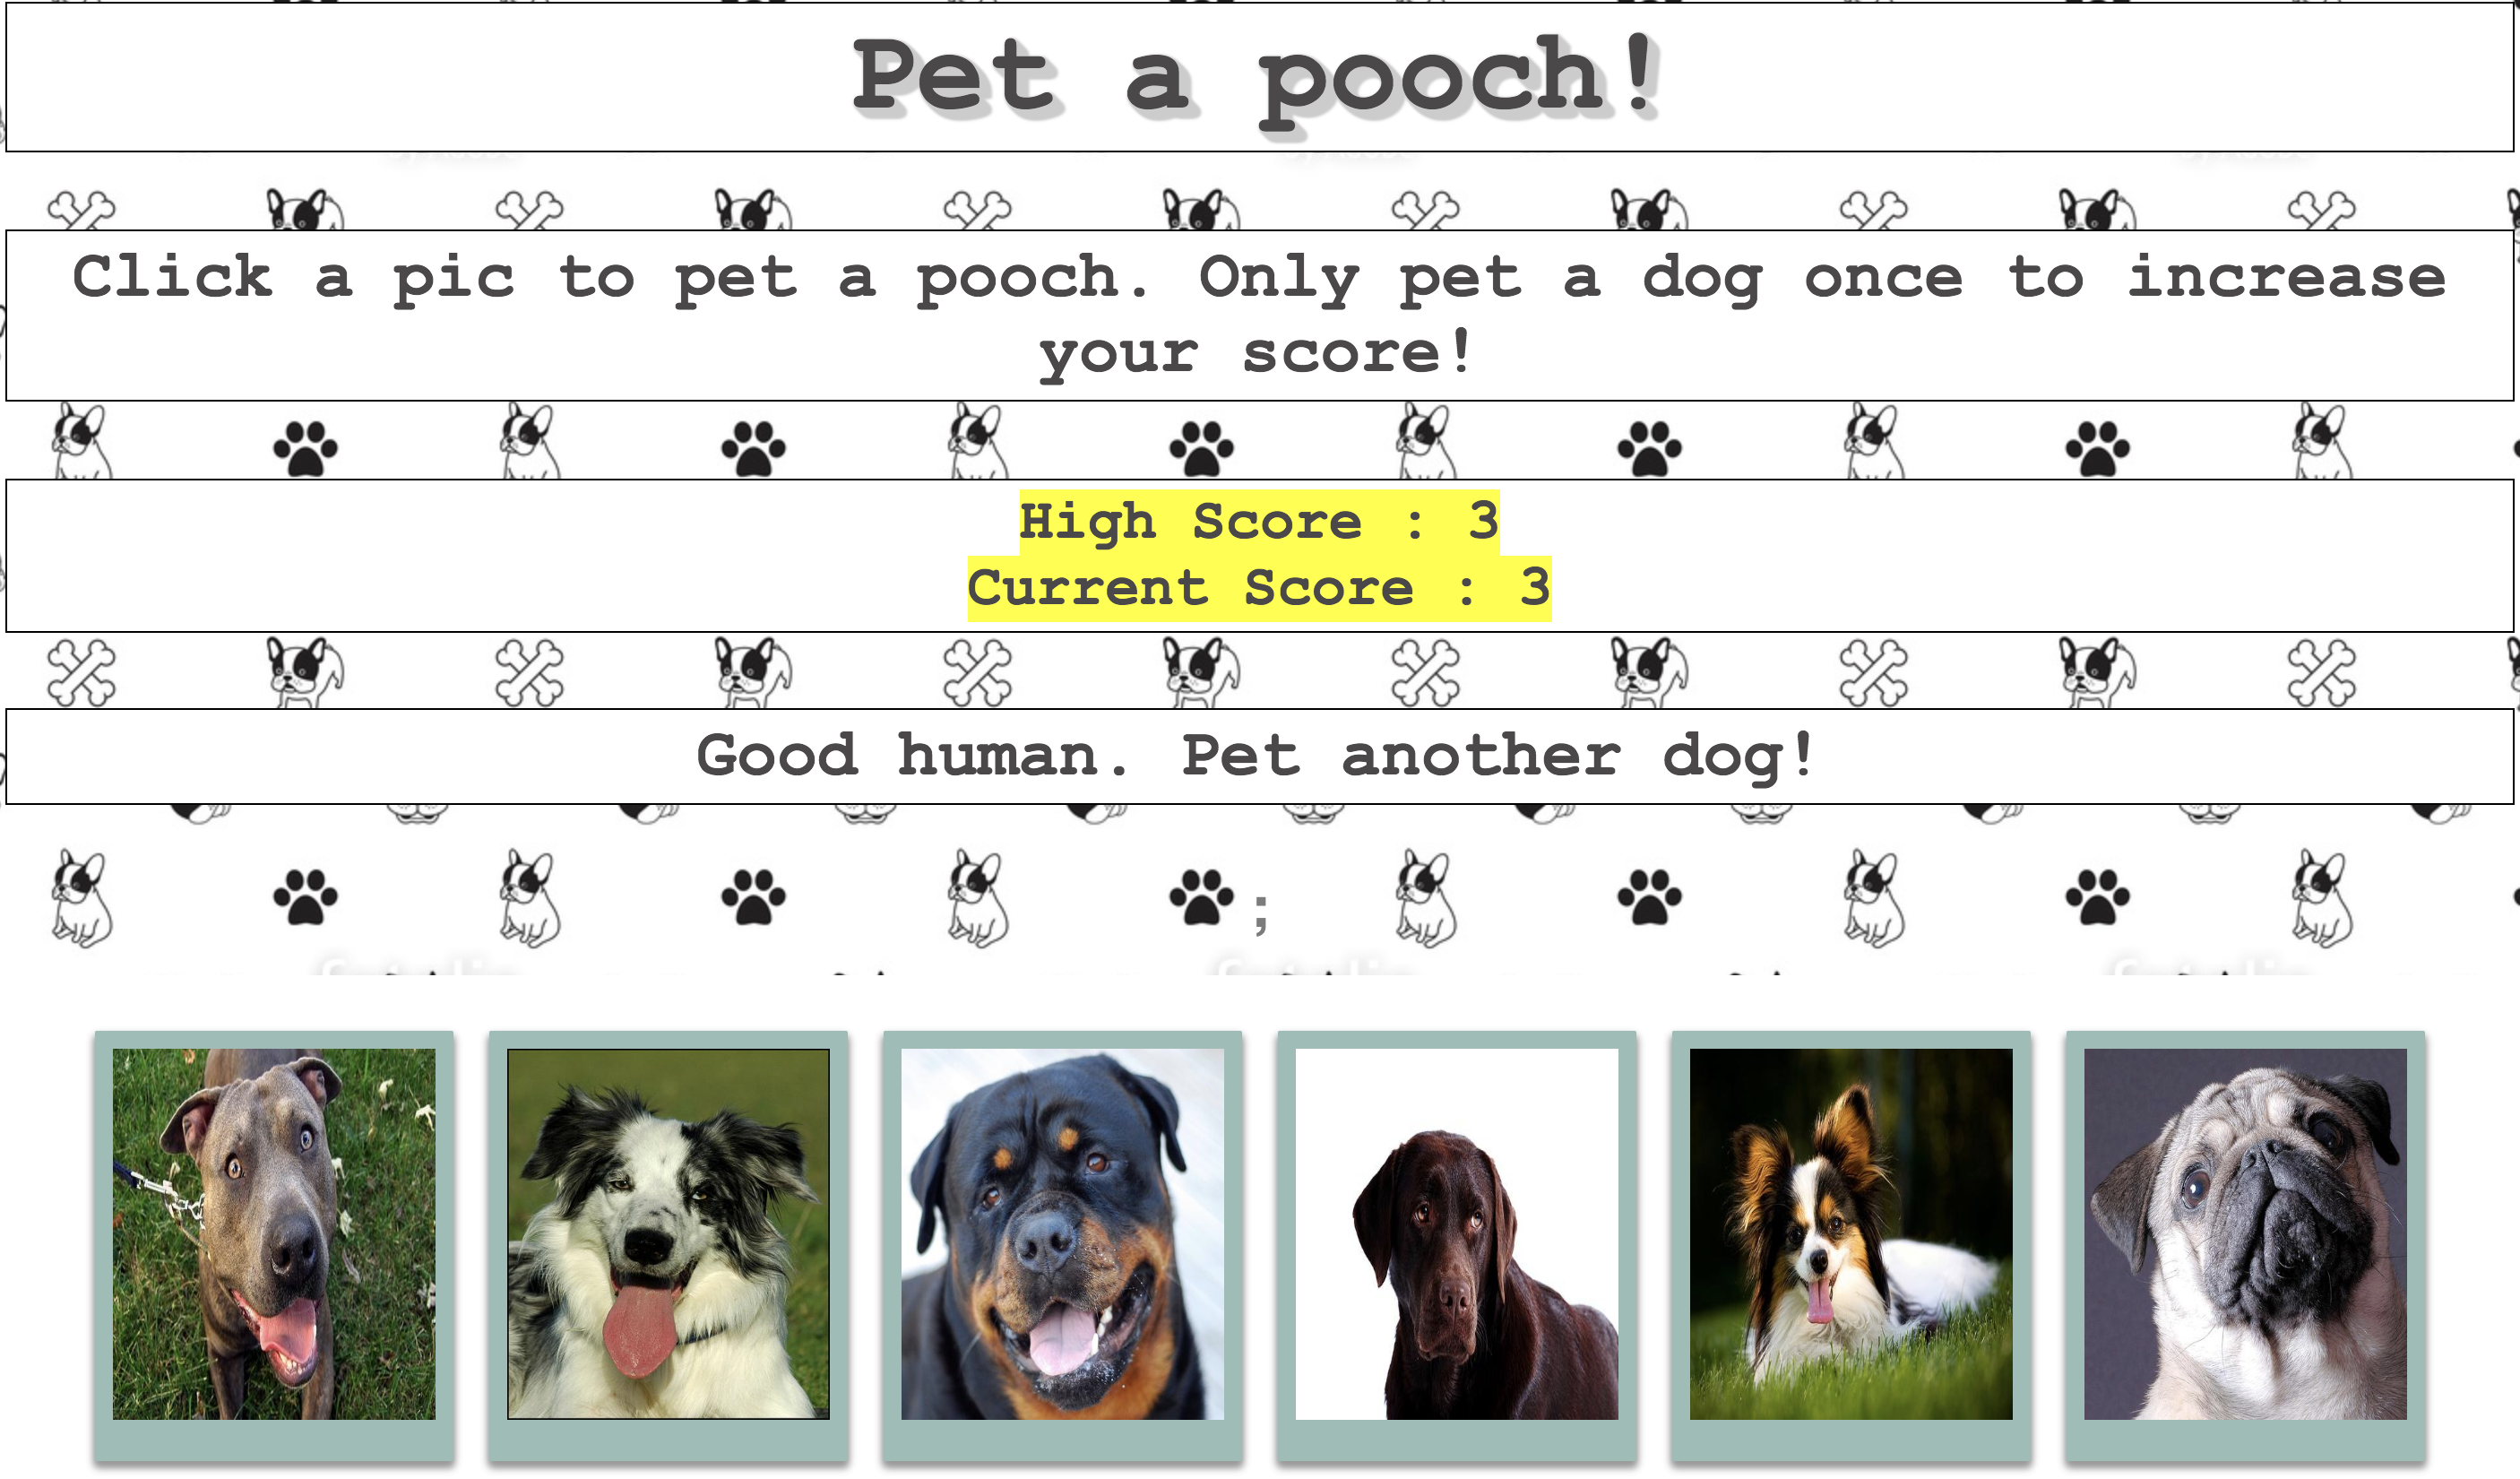 Pet a pooch!
Click a pic to pet a pooch. Only pet a dog once to increase
your score!
High Score : 3
Current Score : 3
Good human. Pet another dog!
;